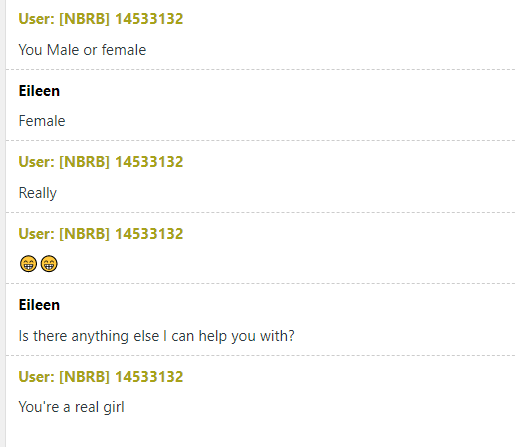 User: [NBRB] 14533132
You Male or female
Eileen
Female
User: [NBRB] 14533132
Really
User: [NBRB] 14533132
😁😁
Eileen
Is there anything else I can help you with?
User: [NBRB] 14533132
You're a real girl